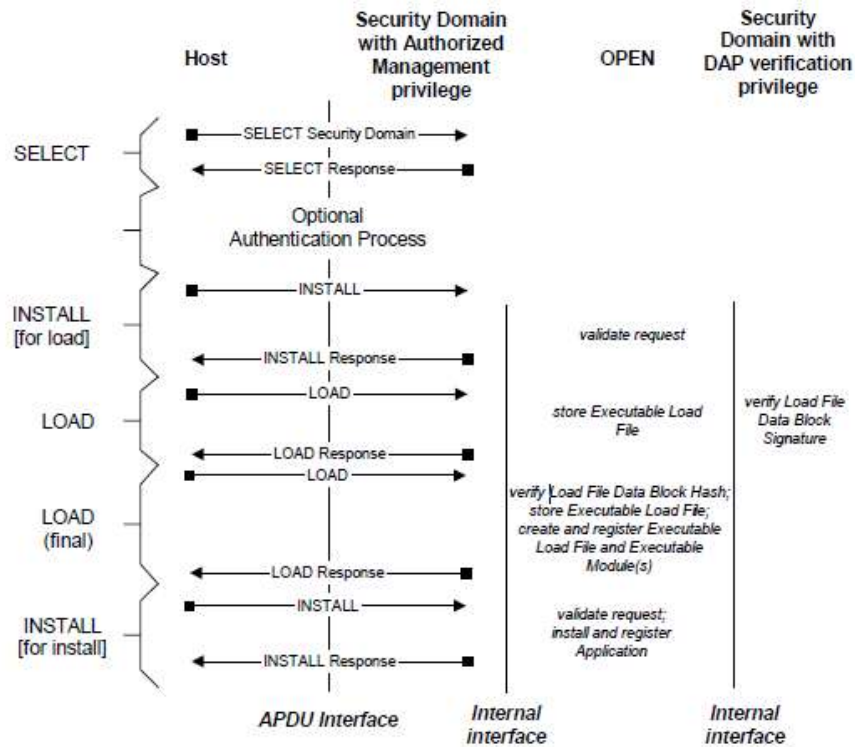 Host
Security Domain
with Authorized
Management
privilege
OPEN
Security
Domain with
DAP verification
privilege
SELECT
SELECT Security Domain
SELECT Response
Optional
Authentication Process
INSTALL
[for load]
INSTALL
validate request
INSTALL Response
LOAD
LOAD
store Executable Load
File
verify Load File
Data Block
Signature
LOAD Response
LOAD
(final)
LOAD
verify Load File Data Block Hash;
store Executable Load File;
create and register Executable
Load File and Executable
Module(s)
LOAD Response
INSTALL
[for install]
INSTALL
validate request;
install and register
Application
INSTALL Response
APDU Interface
Internal
interface
Internal
interface